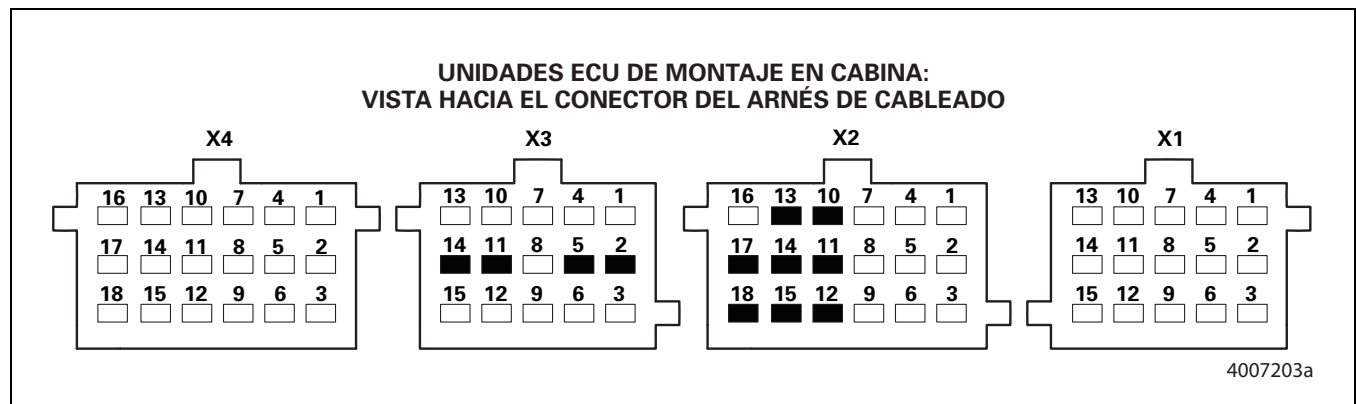 UNIDADES ECU DE MONTAJE EN CABINA:
VISTA HACIA EL CONECTOR DEL ARNÉS DE CABLEADO
X4
16 13 10 7 4 1
17 14 11 8 5 2
18 15 12 9 6 3
X3
13 10 7 4 1
14 11 8 5 2
15 12 9 6 3
X2
16 13 10 7 4 1
17 14 11 8 5 2
18 15 12 9 6 3
X1
13 10 7 4 1
14 11 8 5 2
15 12 9 6 3
4007203a